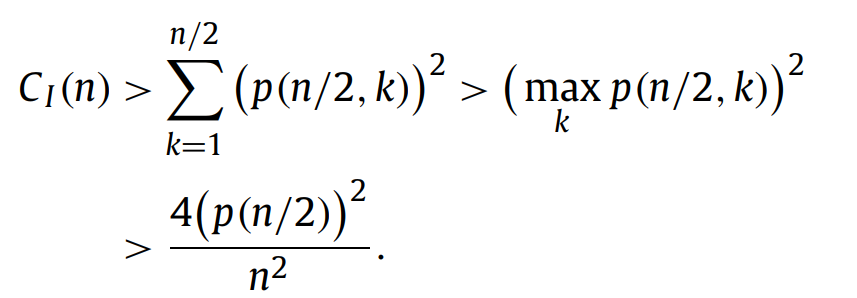 C_I(n) > \sum_{k=1}^{n/2} (p(n/2, k))^2 > (\max_k p(n/2, k))^2
> \frac{4(p(n/2))^2}{n^2}.